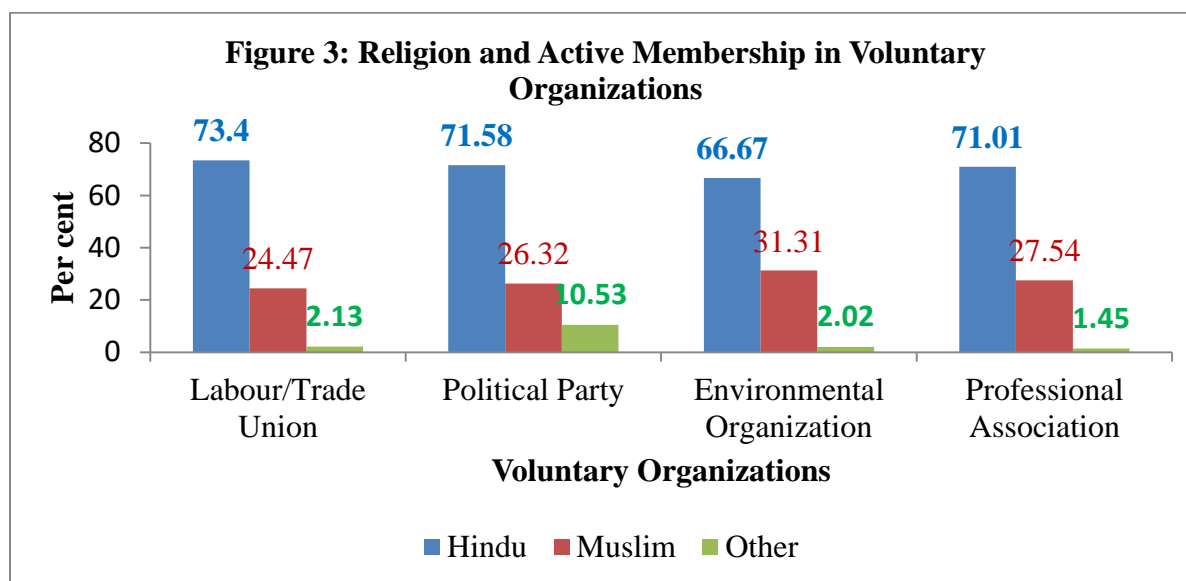 Figure 3: Religion and Active Membership in Voluntary
Organizations
Per cent
80
60
40
20
0
73.4
24.47
2.13
71.58
26.32
10.53
66.67
31.31
2.02
71.01
27.54
1.45
Labour/Trade
Union
Political Party
Environmental
Organization
Professional
Association
Voluntary Organizations
Hindu Muslim Other